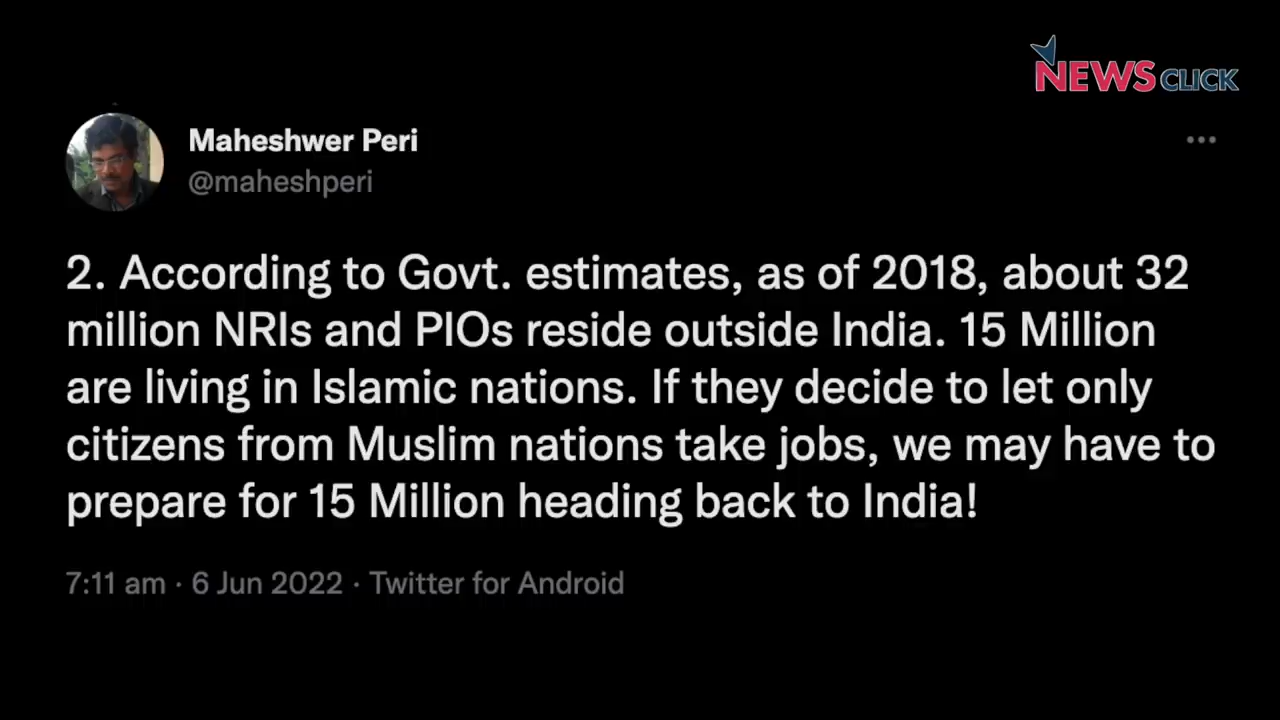 NEWSCLICK
Maheshwer Peri
@maheshperi
2. According to Govt. estimates, as of 2018, about 32
million NRIs and PIOs reside outside India. 15 Million
are living in Islamic nations. If they decide to let only
citizens from Muslim nations take jobs, we may have to
prepare for 15 Million heading back to India!
7:11 am · 6 Jun 2022 · Twitter for Android